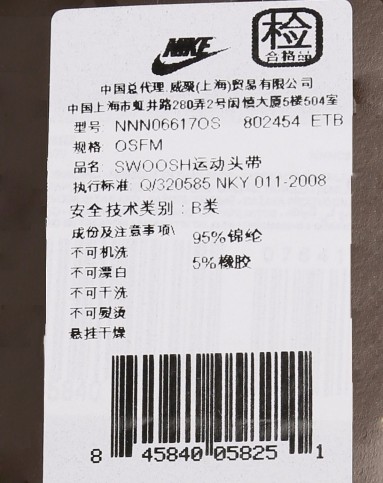 NIKE
检
合格品
中国总代理 威聚(上海)贸易有限公司
中国上海市虹井路280弄2号闳恒大厦5楼504室
型号 NNN06617OS 802454 ETB
规格 OSFM
品名 SWOOSH运动头带
执行标准 Q/320585 NKY 011-2008
安全技术类别：B类
成份及注意事项\ 95%锦纶
不可机洗 5%橡胶
不可漂白
不可干洗
不可熨烫
悬挂干燥
8 45840 05825 1